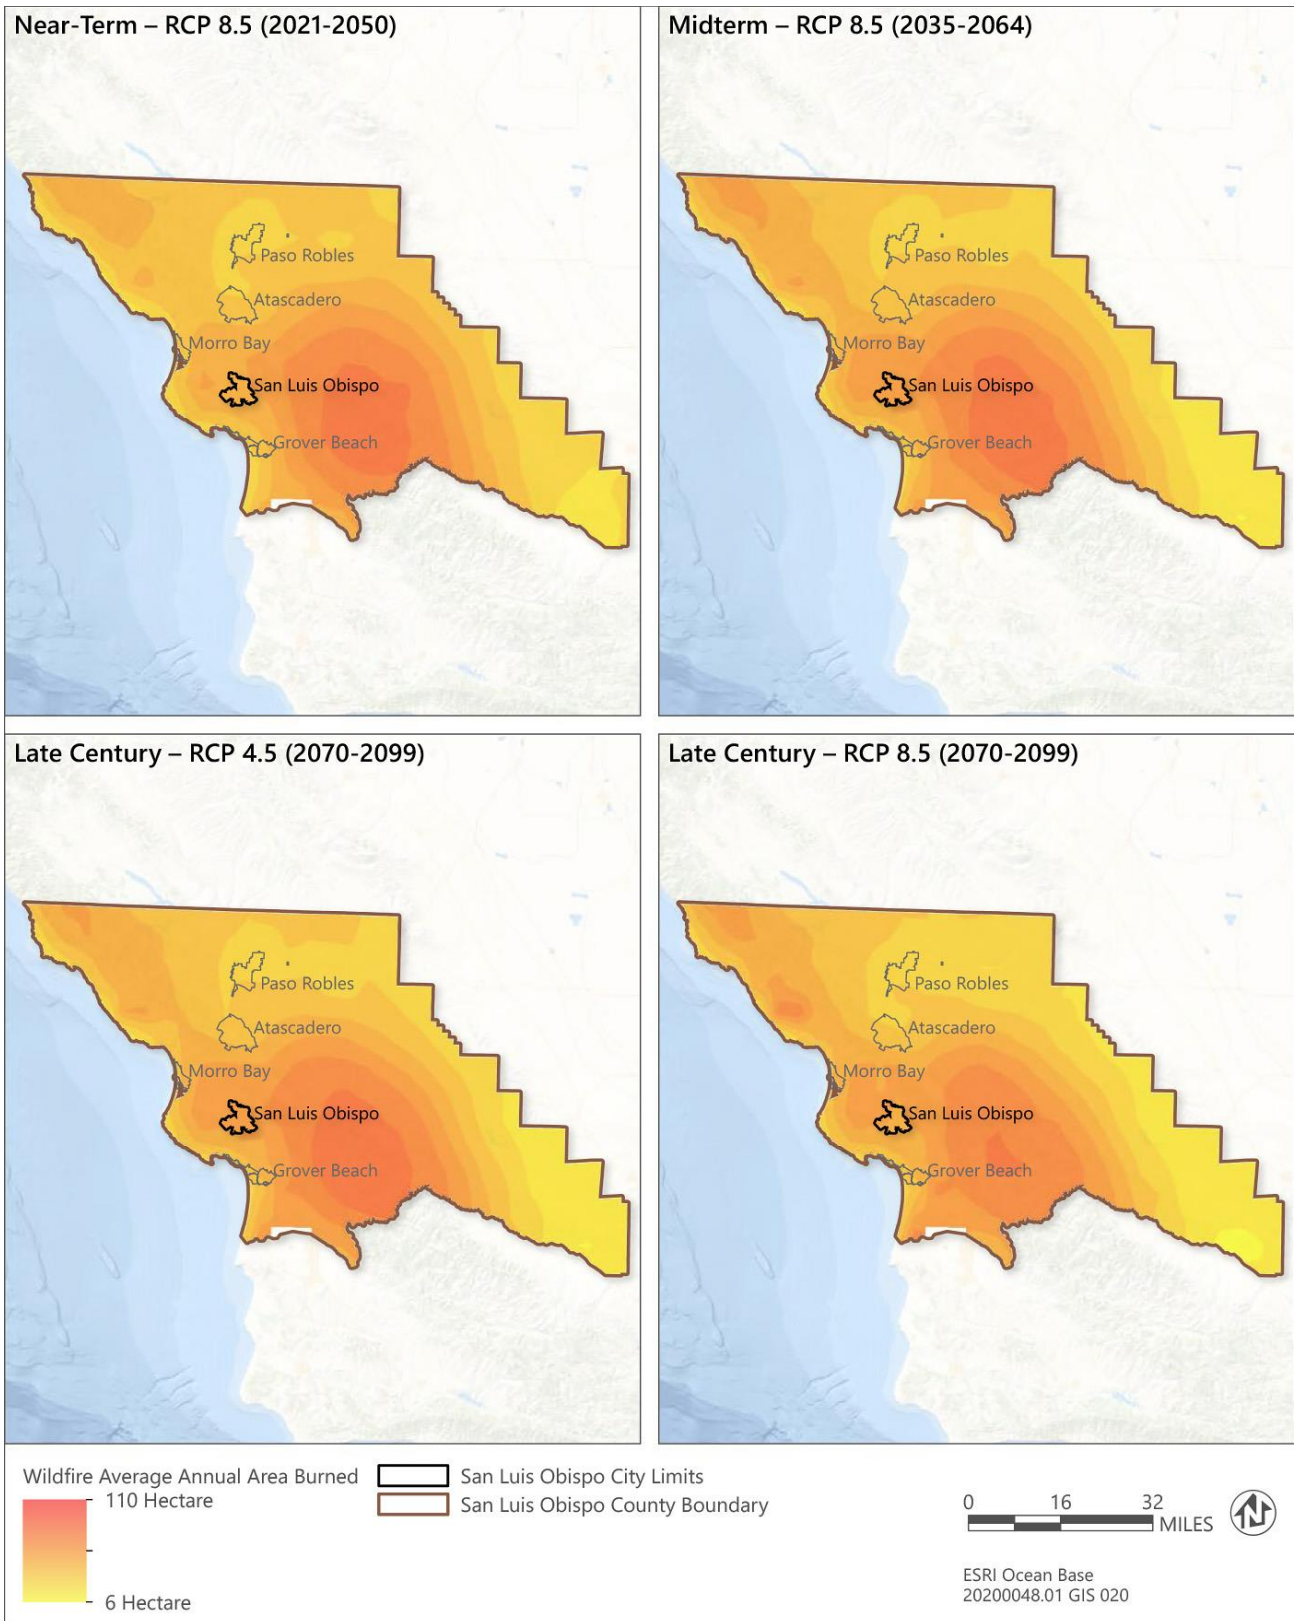 Near-Term – RCP 8.5 (2021-2050)
Paso Robles
Atascadero
Morro Bay
San Luis Obispo
Grover Beach
Midterm – RCP 8.5 (2035-2064)
Paso Robles
Atascadero
Morro Bay
San Luis Obispo
Grover Beach
Late Century – RCP 4.5 (2070-2099)
Paso Robles
Atascadero
Morro Bay
San Luis Obispo
Grover Beach
Late Century – RCP 8.5 (2070-2099)
Paso Robles
Atascadero
Morro Bay
San Luis Obispo
Grover Beach
Wildfire Average Annual Area Burned
110 Hectare
6 Hectare
San Luis Obispo City Limits
San Luis Obispo County Boundary
0 16 32
MILES
N
ESRI Ocean Base
20200048.01 GIS 020